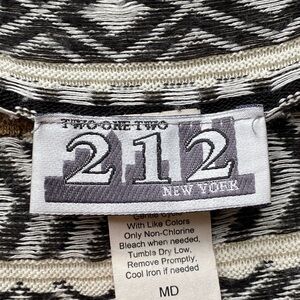 TWO·ONE·TWO
212
NEW YORK
With Like Colors
Only Non-Chlorine
Bleach when needed,
Tumble Dry Low,
Remove Promptly,
Cool Iron if needed
MD